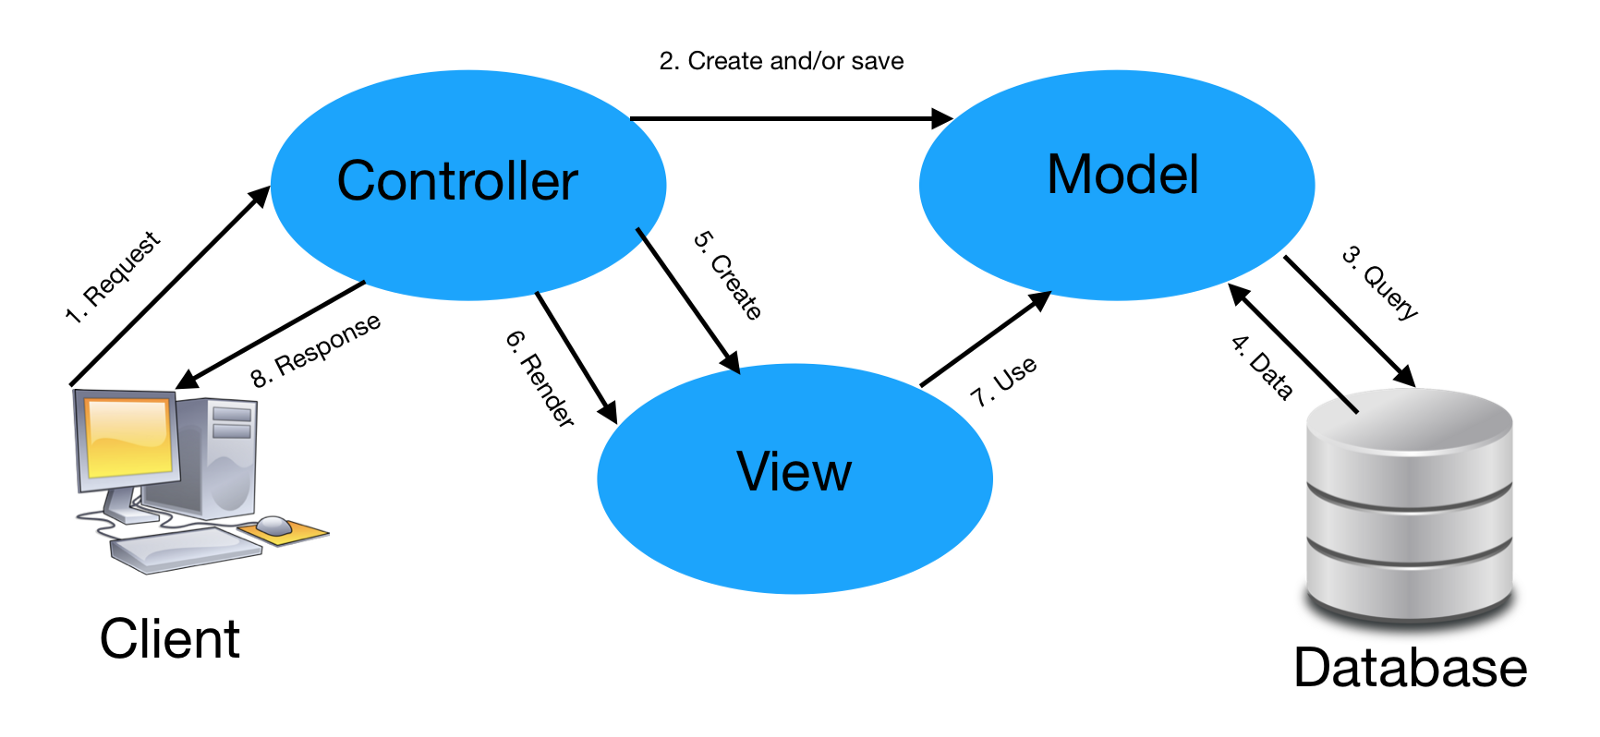 2. Create and/or save
Controller
Model
1. Request
5. Create
3. Query
8. Response
6. Render
7. Use
4. Data
View
Client
Database